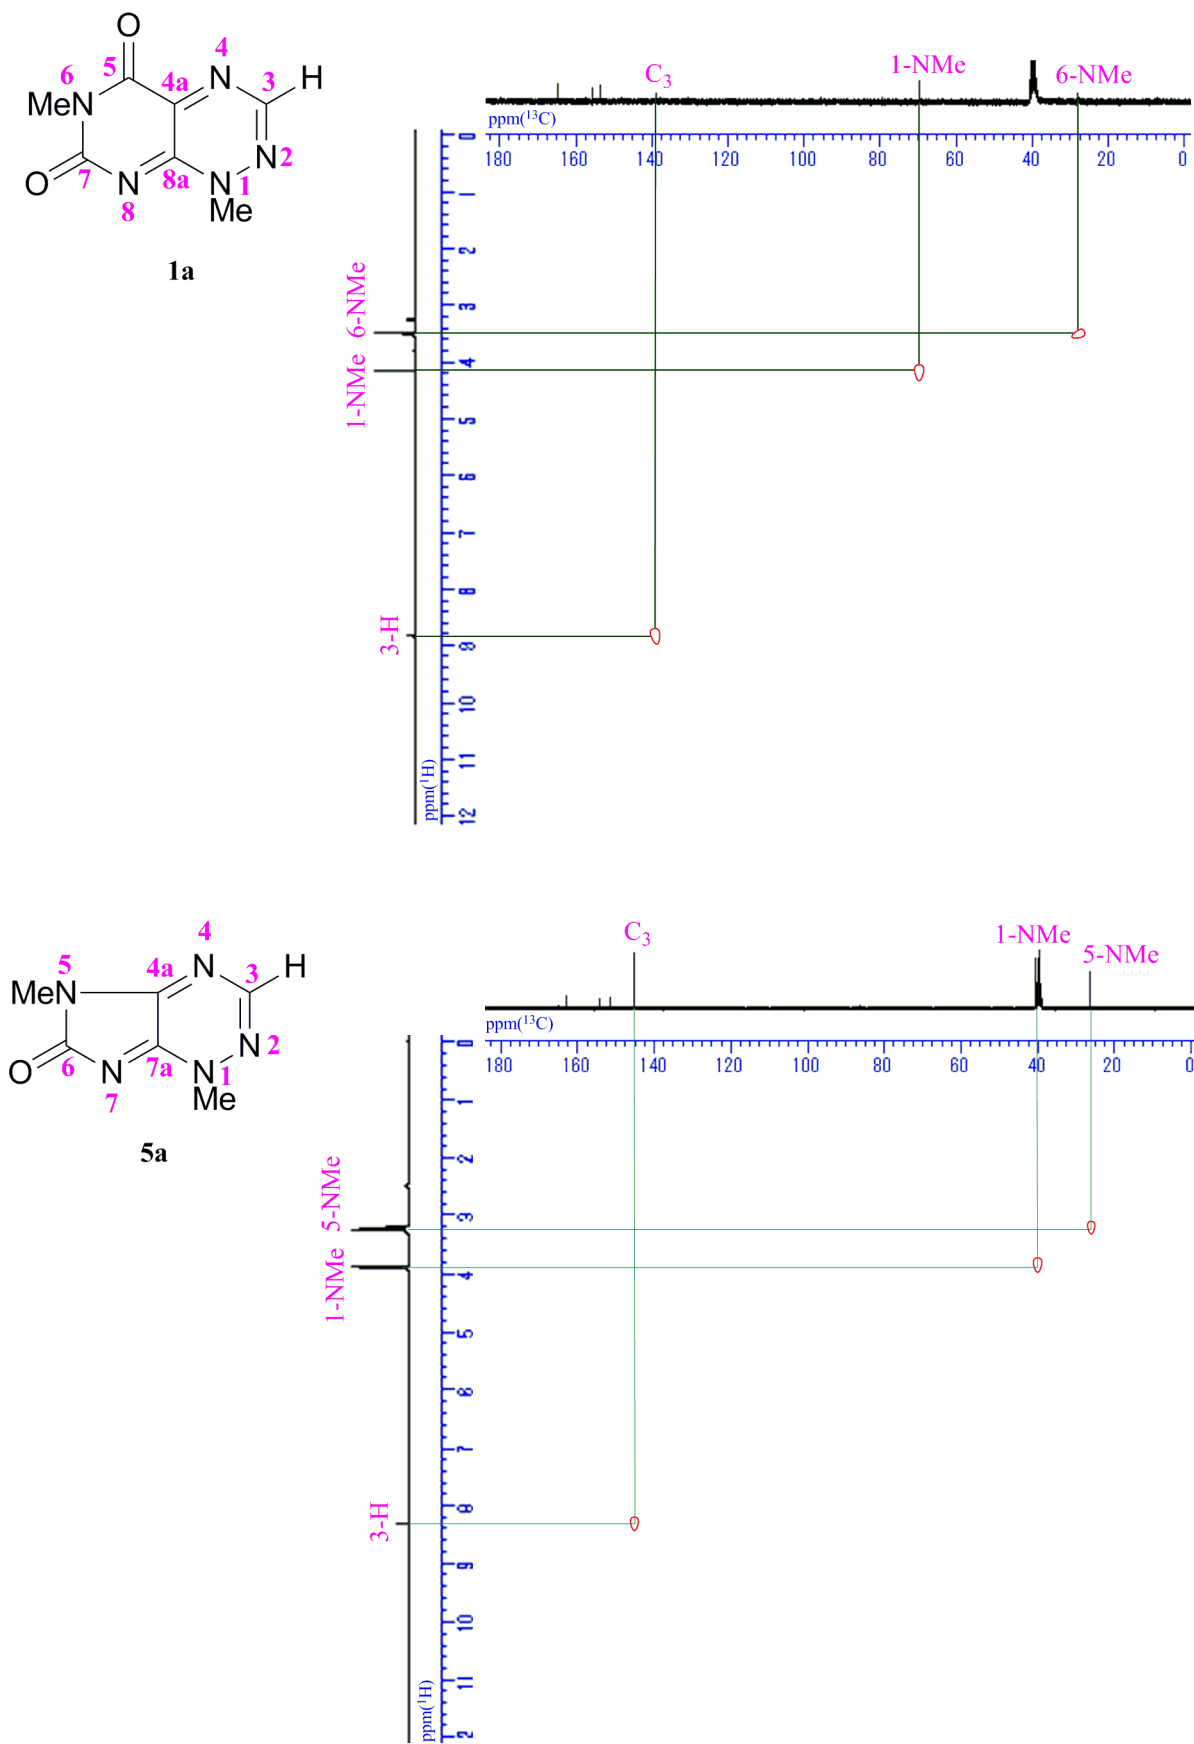 O
5
4
6
4a
N
3
H
MeN
N
2
O
7
N
8a
N
1
8
Me
1a
C₃
1-NMe
6-NMe
ppm(¹³C)
180 160 140 120 100 80 60 40 20 0
0 1 2 3 4 5 6 7 8 9 10 11 12
6-NMe
1-NMe
3-H
ppm(¹H)
4
5
4a
N
3
H
MeN
N
2
O
6
N
7a
N
1
7
Me
5a
C₃
1-NMe
5-NMe
ppm(¹³C)
180 160 140 120 100 80 60 40 20 0
0 1 2 3 4 5 6 7 8 9 10 11 2
5-NMe
1-NMe
3-H
ppm(¹H)